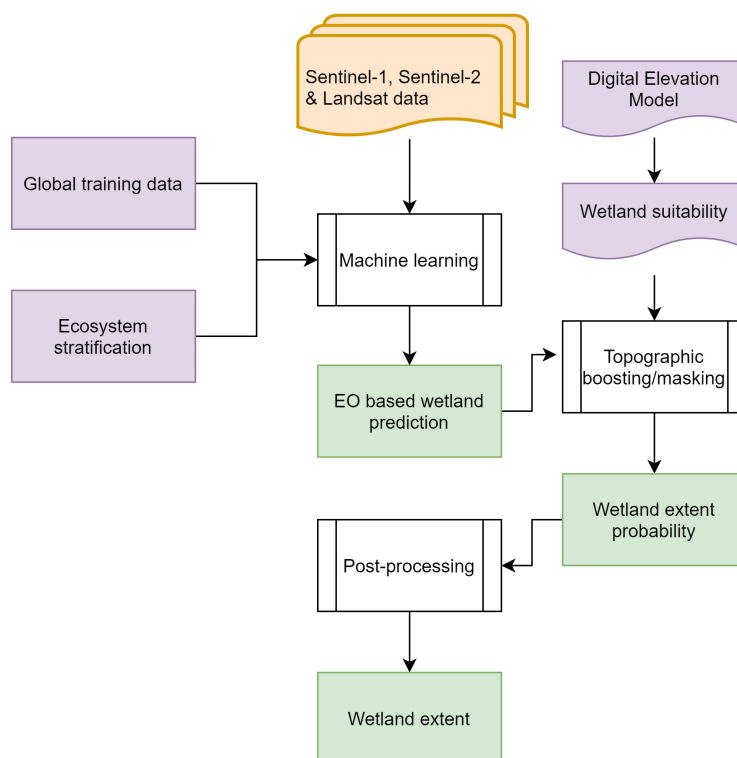 Sentinel-1, Sentinel-2
& Landsat data
Digital Elevation
Model
Global training data
Wetland suitability
Machine learning
Ecosystem
stratification
Topographic
boosting/masking
EO based wetland
prediction
Wetland extent
probability
Post-processing
Wetland extent